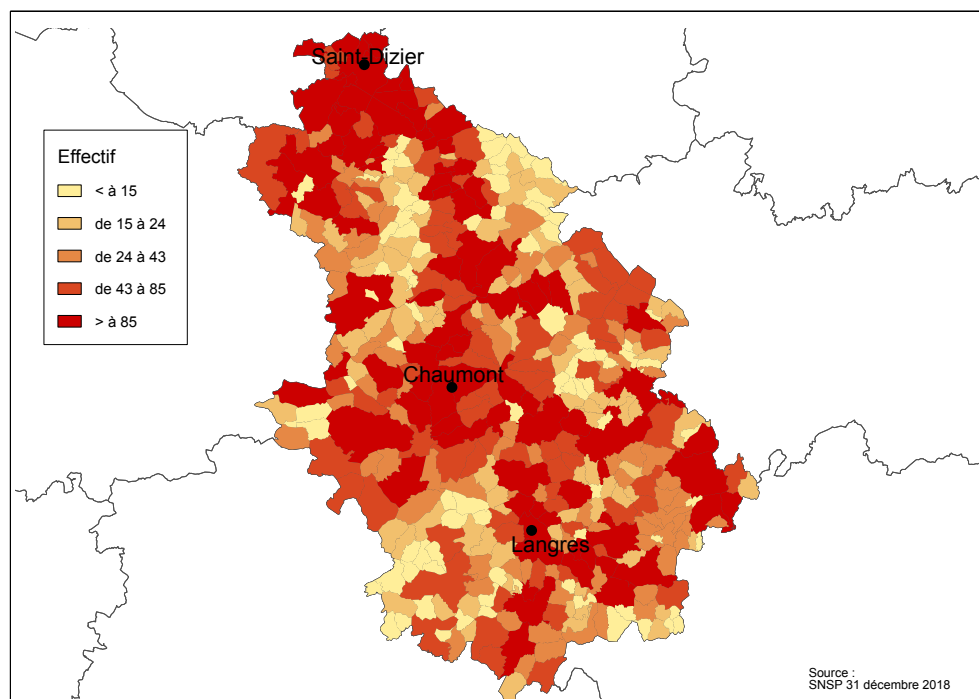 Saint-Dizier
Effectif
< à 15
de 15 à 24
de 24 à 43
de 43 à 85
> à 85
Chaumont
Langres
Source :
SNSP 31 décembre 2018